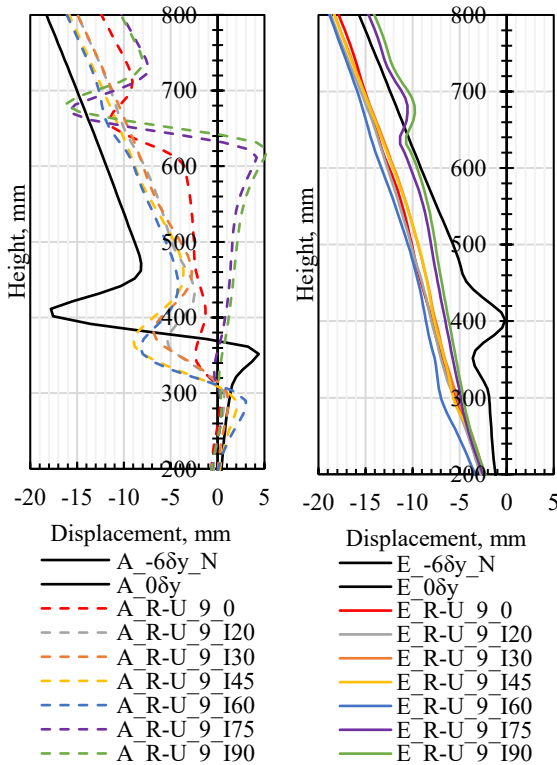 800
700
600
500
400
300
200
Height, mm
-20 -15 -10 -5 0 5
Displacement, mm
A_-6δy_N
A_0δy
A_R-U_9_0
A_R-U_9_I20
A_R-U_9_I30
A_R-U_9_I45
A_R-U_9_I60
A_R-U_9_I75
A_R-U_9_I90
800
700
600
500
400
300
200
Height, mm
-20 -15 -10 -5 0 5
Displacement, mm
E_-6δy_N
E_0δy
E_R-U_9_0
E_R-U_9_I20
E_R-U_9_I30
E_R-U_9_I45
E_R-U_9_I60
E_R-U_9_I75
E_R-U_9_I90